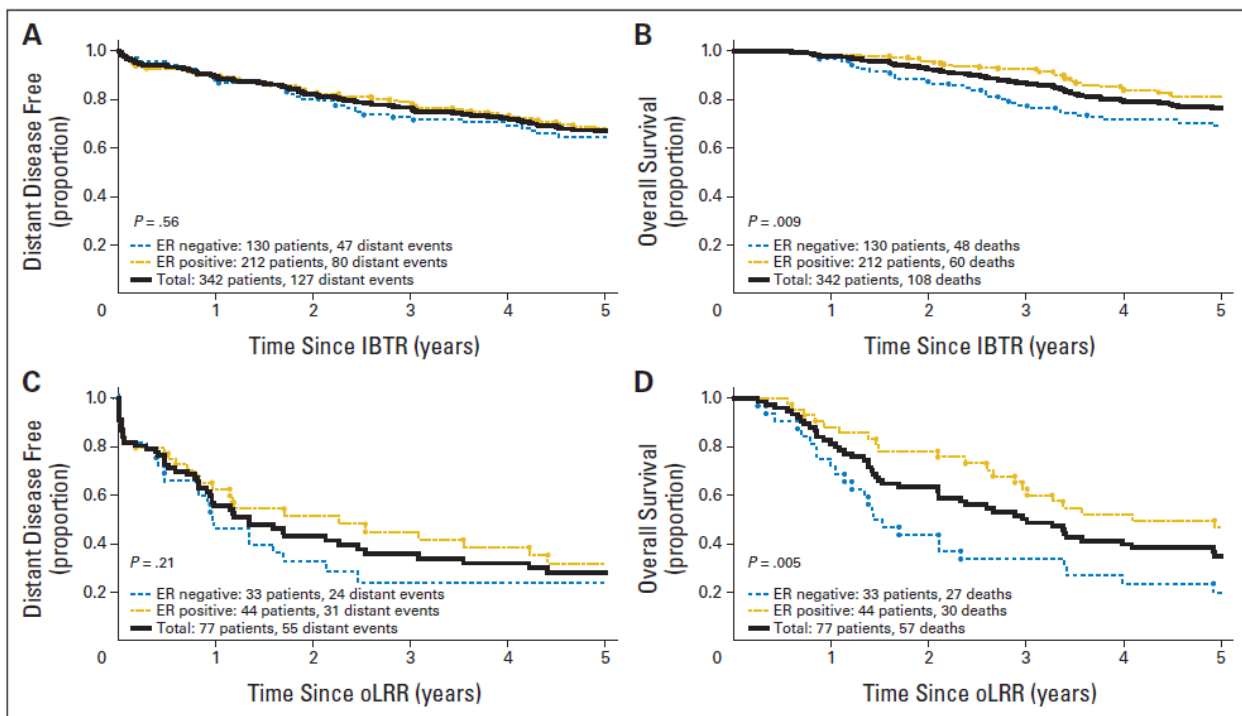 A
Distant Disease Free
(proportion)
1.0
0.8
0.6
0.4
0.2
0
P = .56
ER negative: 130 patients, 47 distant events
ER positive: 212 patients, 80 distant events
Total: 342 patients, 127 distant events
1 2 3 4 5
Time Since IBTR (years)
B
Overall Survival
(proportion)
1.0
0.8
0.6
0.4
0.2
0
P = .009
ER negative: 130 patients, 48 deaths
ER positive: 212 patients, 60 deaths
Total: 342 patients, 108 deaths
1 2 3 4 5
Time Since IBTR (years)
C
Distant Disease Free
(proportion)
1.0
0.8
0.6
0.4
0.2
0
P = .21
ER negative: 33 patients, 24 distant events
ER positive: 44 patients, 31 distant events
Total: 77 patients, 55 distant events
1 2 3 4 5
Time Since oLRR (years)
D
Overall Survival
(proportion)
1.0
0.8
0.6
0.4
0.2
0
P = .005
ER negative: 33 patients, 27 deaths
ER positive: 44 patients, 30 deaths
Total: 77 patients, 57 deaths
1 2 3 4 5
Time Since oLRR (years)